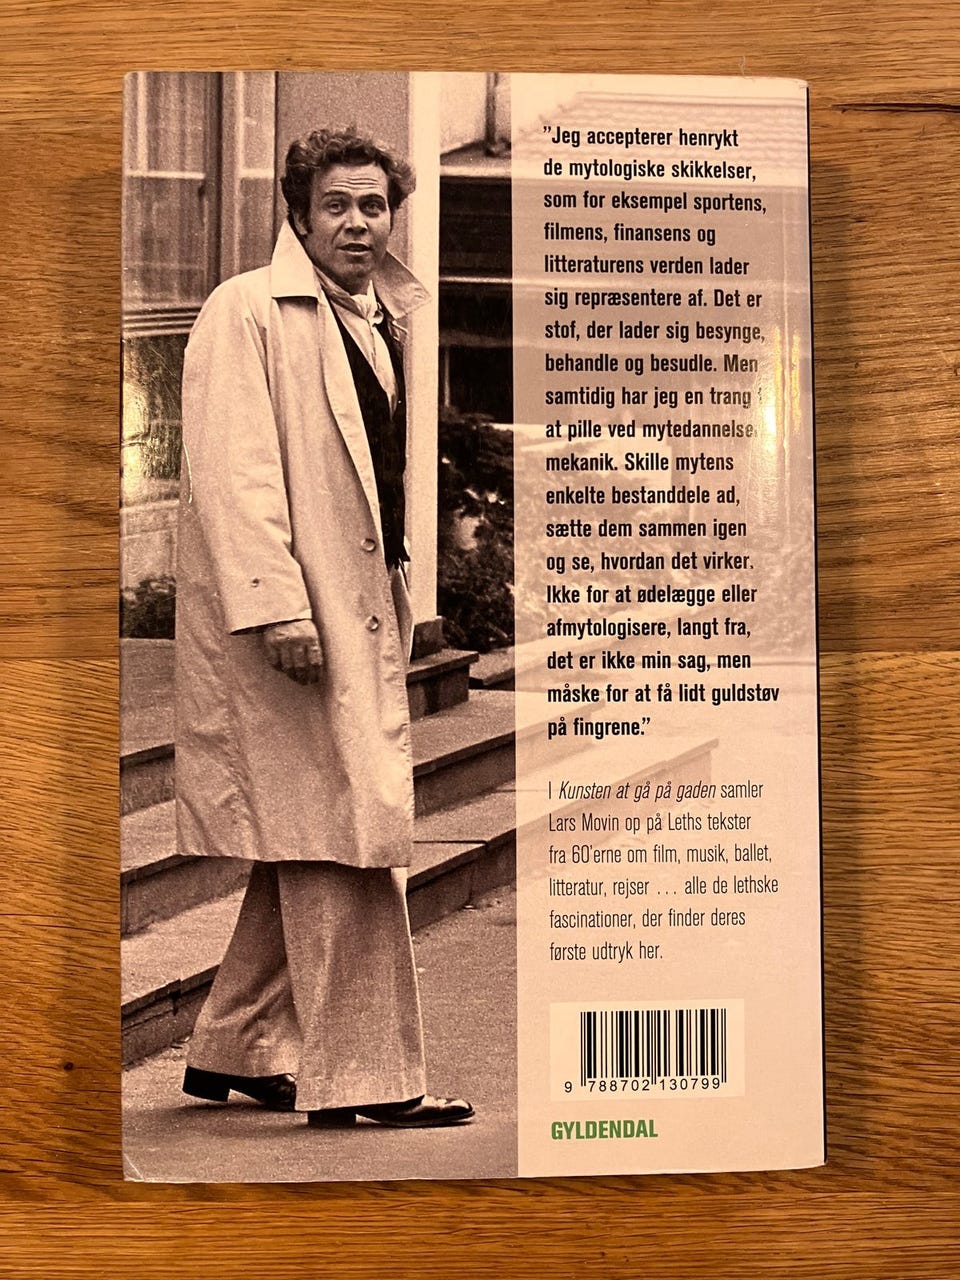 ”Jeg accepterer henrykt
de mytologiske skikkelser,
som for eksempel sportens,
filmens, finansens og
litteraturens verden lader
sig repræsentere af. Det er
stof, der lader sig besynge,
behandle og besudle. Men
samtidig har jeg en trang
at pille ved mytedannelse
mekanik. Skille mytens
enkelte bestanddele ad,
sætte dem sammen igen
og se, hvordan det virker.
Ikke for at ødelægge eller
afmytologisere, langt fra,
det er ikke min sag, men
måske for at få lidt guldstøv
på fingrene.”
I Kunsten at gå på gaden samler
Lars Movin op på Leths tekster
fra 60’erne om film, musik, ballet,
litteratur, rejser ... alle de lethske
fascinationer, der finder deres
første udtryk her.
9 788702 130799
GYLDENDAL